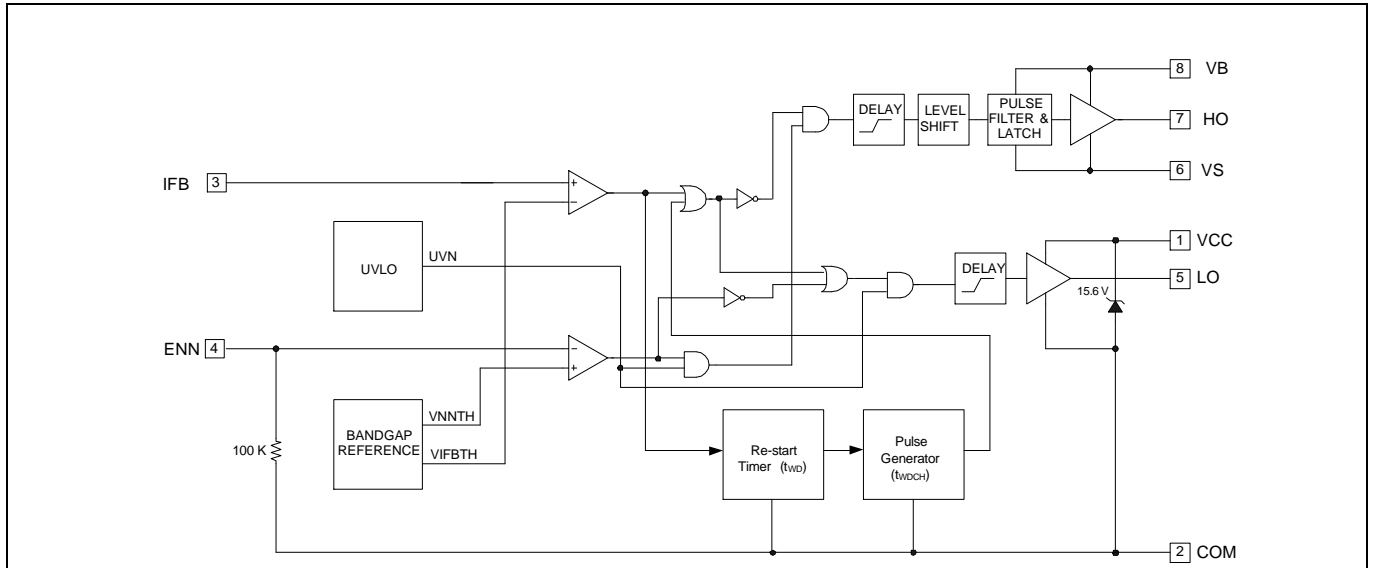 8 VB
DELAY
LEVEL
SHIFT
PULSE
FILTER &
LATCH
7 HO
IFB 3
+
−
6 VS
UVLO
UVN
1 VCC
DELAY
5 LO
15.6 V
ENN 4
−
+
VNNTH
BANDGAP
REFERENCE
VIFBTH
100 K
Re-start
Timer (tWD)
Pulse
Generator
(tWDCH)
2 COM